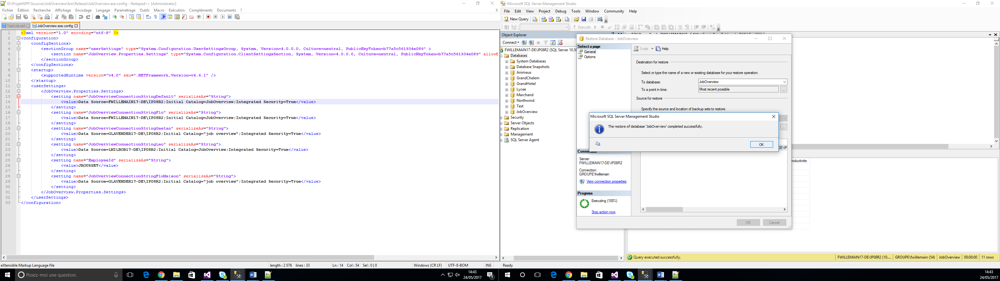 D:\ProjetWPF\Sources\JobOverview\bin\Release\JobOverview.exe.config - Notepad++ [Administrator]
Fichier Édition Recherche Affichage Encodage Langage Paramétrage Outils Macro Exécution Compléments Documents ? X
TaskList.xml JobOverview.exe.config
1 <?xml version="1.0" encoding="utf-8" ?>
2 <configuration>
3 <configSections>
4 <sectionGroup name="userSettings" type="System.Configuration.UserSettingsGroup, System, Version=4.0.0.0, Culture=neutral, PublicKeyToken=b77a5c561934e089" >
5 <section name="JobOverview.Properties.Settings" type="System.Configuration.ClientSettingsSection, System, Version=4.0.0.0, Culture=neutral, PublicKeyToken=b77a5c561934e089" allowE
6 </sectionGroup>
7 </configSections>
8 <startup>
9 <supportedRuntime version="v4.0" sku=".NETFramework,Version=v4.6.1" />
10 </startup>
11 <userSettings>
12 <JobOverview.Properties.Settings>
13 <setting name="JobOverviewConnectionStringDefault" serializeAs="String">
14 <value>Data Source=FWILLEMAIN17-DE\IP08R2;Initial Catalog=JobOverview;Integrated Security=True</value>
15 </setting>
16 <setting name="JobOverviewConnectionStringFlo" serializeAs="String">
17 <value>Data Source=FWILLEMAIN17-DE\IP08R2;Initial Catalog=JobOverview;Integrated Security=True</value>
18 </setting>
19 <setting name="JobOverviewConnectionStringGaetan" serializeAs="String">
20 <value>Data Source=GLAVENDER17-DE\IP08R2;Initial Catalog="job overview";Integrated Security=True</value>
21 </setting>
22 <setting name="JobOverviewConnectionStringLeo" serializeAs="String">
23 <value>Data Source=LMILBOR17-DE\IP08R2;Initial Catalog=JobOverview;Integrated Security=True</value>
24 </setting>
25 <setting name="EmployeeId" serializeAs="String">
26 <value>JROUSSET</value>
27 </setting>
28 <setting name="JobOverviewConnectionStringFloMaison" serializeAs="String">
29 <value>Data Source=GLAVENDER17-DE\IP08R2;Initial Catalog="job overview";Integrated Security=True</value>
30 </setting>
31 </JobOverview.Properties.Settings>
32 </userSettings>
33 </configuration>
eXtensible Markup Language file length : 2 076 lines : 33 Ln : 14 Col : 54 Sel : 0 | 0 Windows (CR LF) UTF-8-BOM INS
Posez-moi une question.
14:43
24/05/2017
1
Microsoft SQL Server Management Studio
File Edit View Project Debug Tools Window Community Help
New Query
Execute
Object Explorer
Connect
FWILLEMAIN17-DE\IP08R2 (SQL Server 10.50
Databases
System Databases
Database Snapshots
Animaux
GrandChelem
GrandHotel
Lycee
Marchand
Northwind
Test
JobOverview
Security
Server Objects
Replication
Management
SQL Server Agent
Restore Database - JobOverview
Select a page
General
Options
Script Help
Destination for restore
Select or type the name of a new or existing database for your restore operation.
To database: JobOverview
To a point in time: Most recent possible ...
Source for restore
Specify the source and location of backup sets to restore.
...
Microsoft SQL Server Management Studio
The restore of database 'JobOverview' completed successfully.
OK
DE\IP
Connection
Server:
FWILLEMAIN17-DE\IP08R2
Connection:
GROUPE\fwillemain
View connection properties
Progress
Executing (100%)
Stop action now
OK Cancel
roductivite
Query executed successfully. FWILLEMAIN17-DE\IP08R2 (10.... GROUPE\fwillemain (54) JobOverview 00:00:00 11 rows
Ready
14:43
24/05/2017